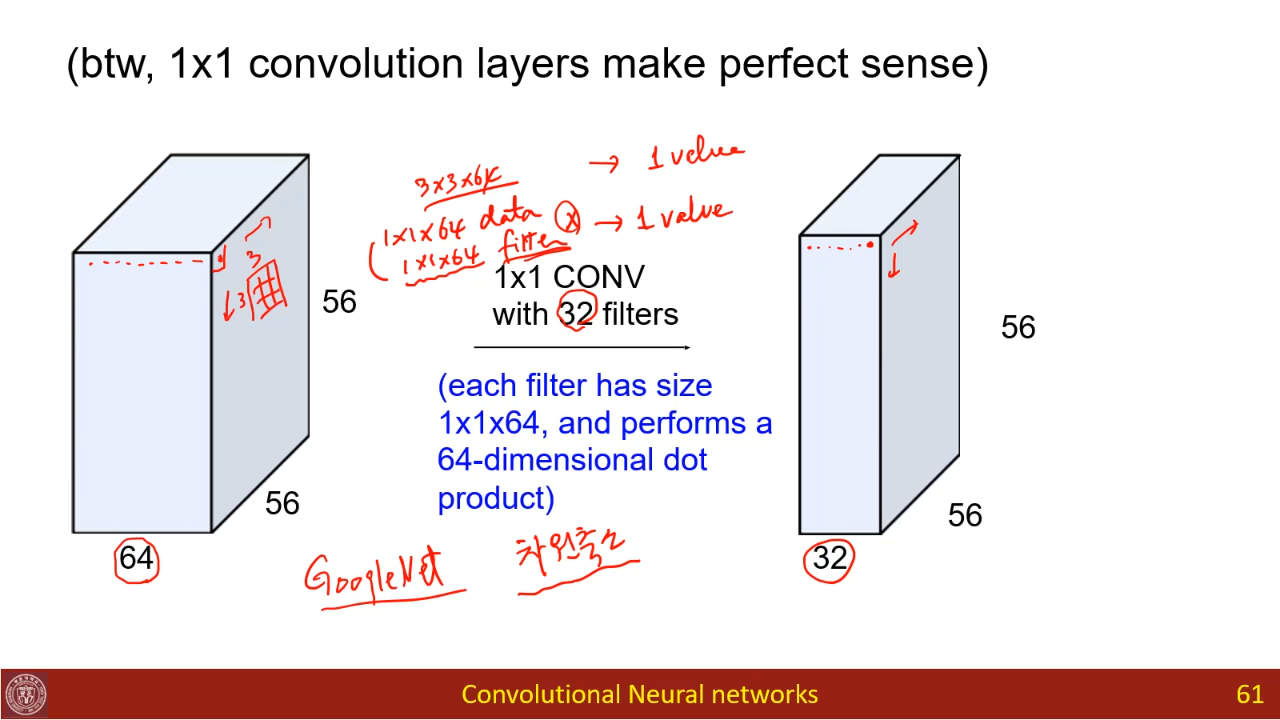 (btw, 1x1 convolution layers make perfect sense)
3x3x64 → 1 value
1x1x64 data ⊗ → 1 value
1x1x64 filter
3
3
1x1 CONV
with 32 filters
56
56
64
(each filter has size
1x1x64, and performs a
64-dimensional dot
product)
56
56
32
GoogleNet 차원축소
Convolutional Neural networks
61